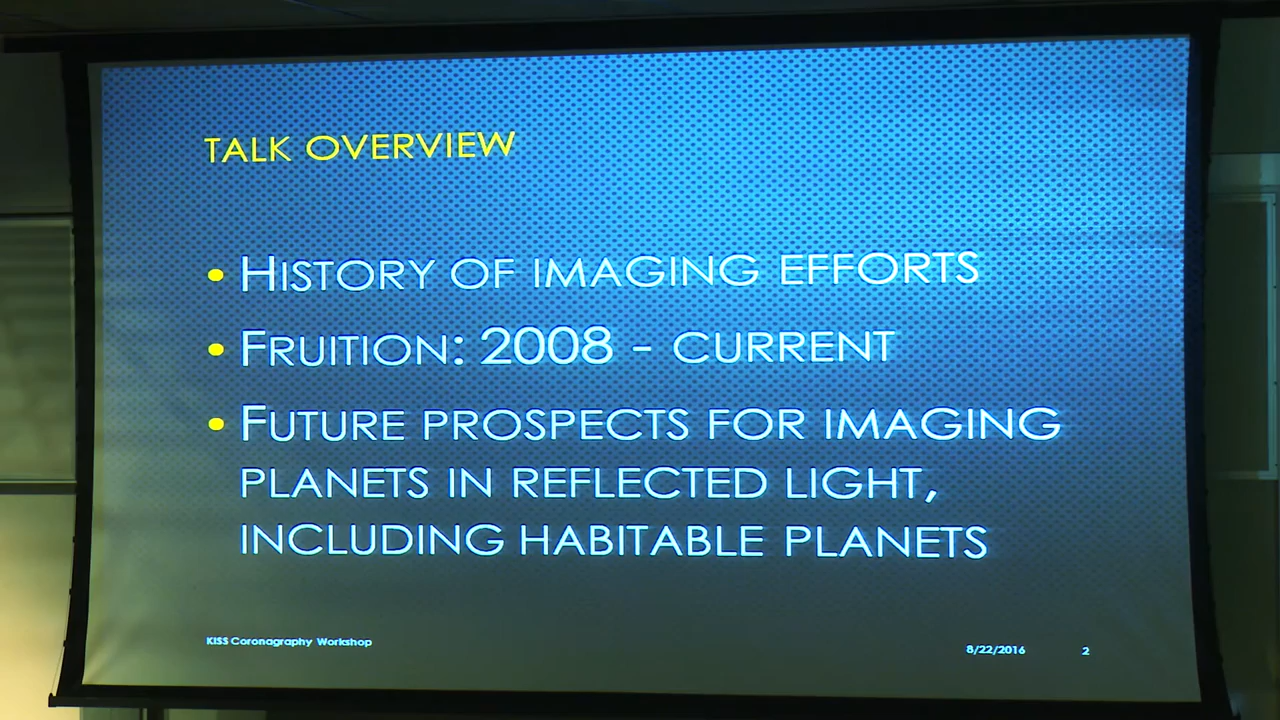 TALK OVERVIEW
• HISTORY OF IMAGING EFFORTS
• FRUITION: 2008 - CURRENT
• FUTURE PROSPECTS FOR IMAGING
PLANETS IN REFLECTED LIGHT,
INCLUDING HABITABLE PLANETS
KISS Coronagraphy Workshop
8/22/2016 2